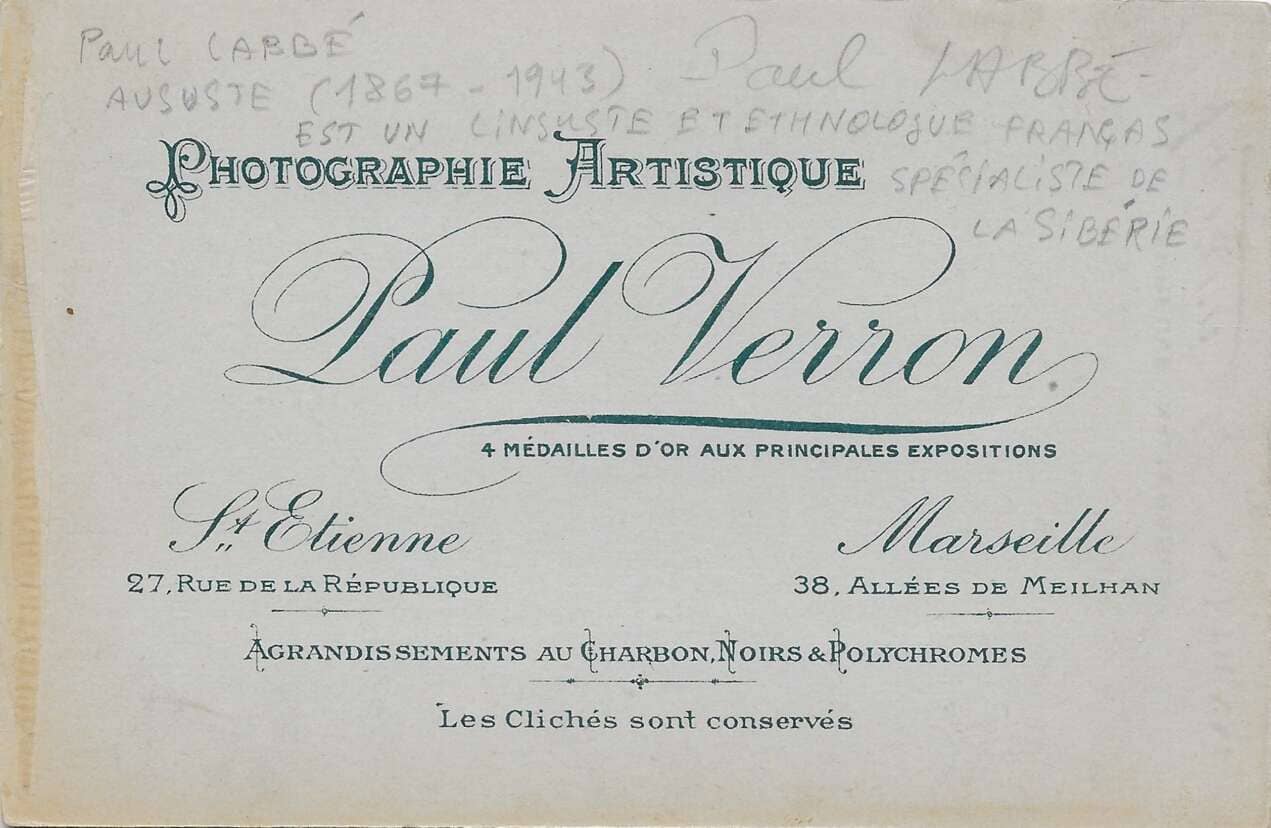 Paul LABBÉ
Paul LABBÉ
AUGUSTE (1867 - 1943)
EST UN LINGUSTE ET ETHNOLOGUE FRANÇAS
SPÉCIALISTE DE
LA SIBÉRIE
PHOTOGRAPHIE ARTISTIQUE
Paul Verron
4 MÉDAILLES D'OR AUX PRINCIPALES EXPOSITIONS
St Etienne
27, RUE DE LA RÉPUBLIQUE
Marseille
38, ALLÉES DE MEILHAN
AGRANDISSEMENTS AU CHARBON, NOIRS & POLYCHROMES
Les Clichés sont conservés